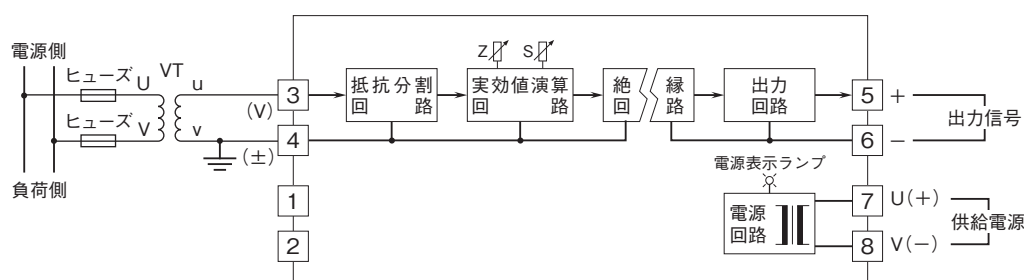 電源側
ヒューズ
U
VT
u
3
(V)
抵抗分割
回 路
Z
S
実効値演算
回 路
絶 縁
回 路
出力
回路
5
+
出力信号
ヒューズ
V
v
(±)
4
6
−
負荷側
1
2
電源表示ランプ
電源
回路
7
U(+)
供給電源
8
V(−)